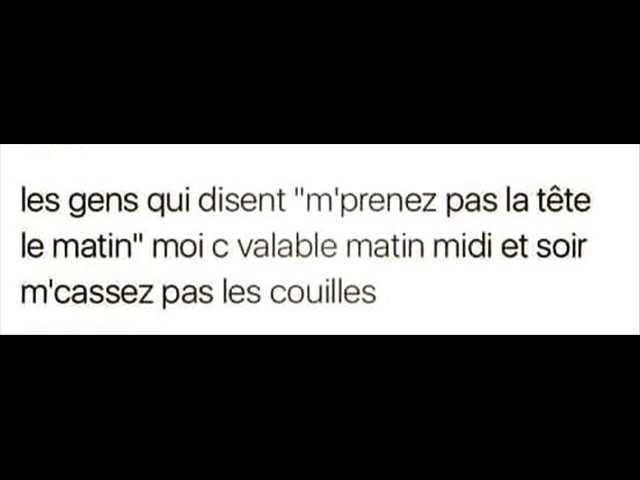 les gens qui disent "m'prenez pas la tête
le matin" moi c valable matin midi et soir
m'cassez pas les couilles